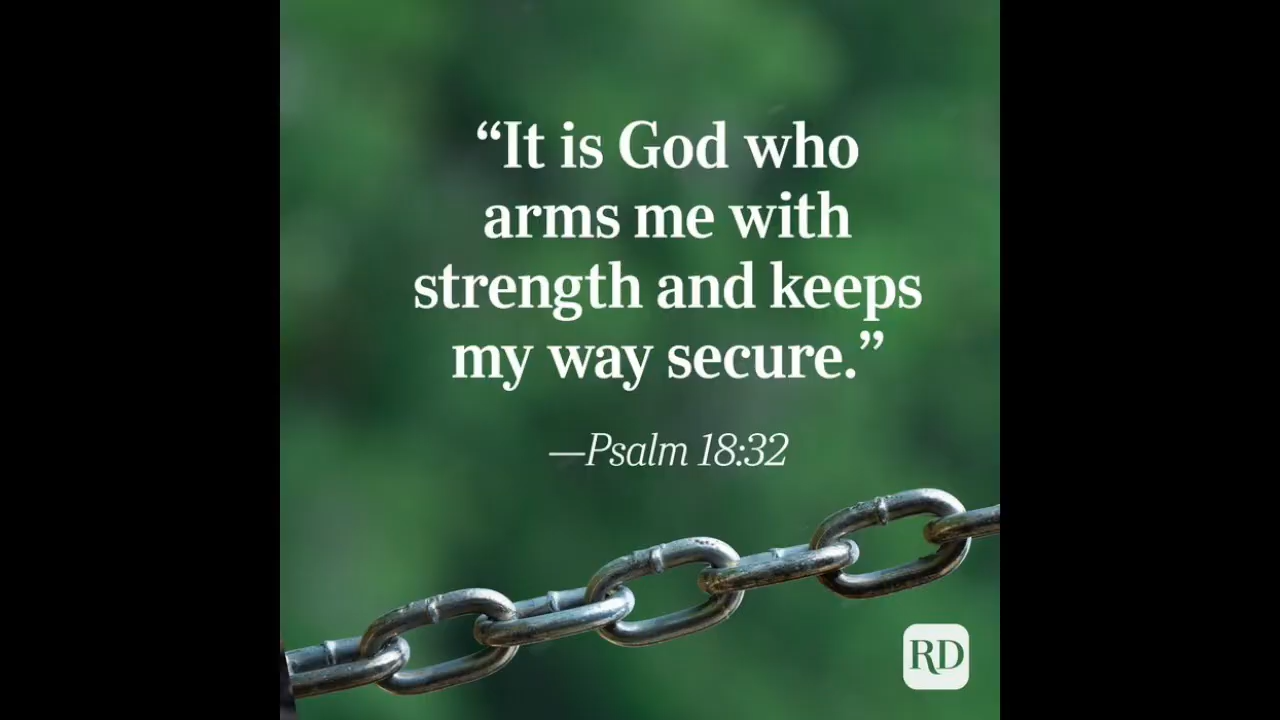 “It is God who
arms me with
strength and keeps
my way secure.”
—Psalm 18:32
RD